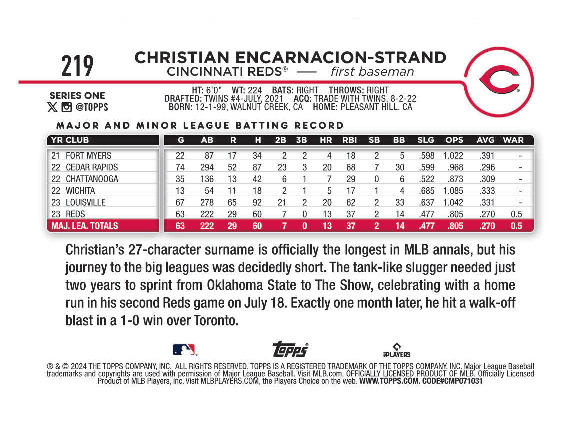 219
CHRISTIAN ENCARNACION-STRAND
CINCINNATI REDS® — first baseman
SERIES ONE
X @TOPPS
HT: 6'0" WT: 224 BATS: RIGHT THROWS: RIGHT
DRAFTED: TWINS #4-JULY, 2021 ACQ: TRADE WITH TWINS, 8-2-22
BORN: 12-1-99, WALNUT CREEK, CA HOME: PLEASANT HILL, CA
MAJOR AND MINOR LEAGUE BATTING RECORD
YR CLUB G AB R H 2B 3B HR RBI SB BB SLG OPS AVG WAR
21 FORT MYERS 22 87 17 34 2 2 4 18 2 5 .598 1.022 .391 -
22 CEDAR RAPIDS 74 294 52 87 23 3 20 68 7 30 .599 .968 .296 -
22 CHATTANOOGA 35 136 13 42 6 1 7 29 0 6 .522 .873 .309 -
22 WICHITA 13 54 11 18 2 1 5 17 1 4 .685 1.085 .333 -
23 LOUISVILLE 67 278 65 92 21 2 20 62 2 33 .637 1.042 .331 -
23 REDS 63 222 29 60 7 0 13 37 2 14 .477 .805 .270 0.5
MAJ. LEA. TOTALS 63 222 29 60 7 0 13 37 2 14 .477 .805 .270 0.5
Christian's 27-character surname is officially the longest in MLB annals, but his
journey to the big leagues was decidedly short. The tank-like slugger needed just
two years to sprint from Oklahoma State to The Show, celebrating with a home
run in his second Reds game on July 18. Exactly one month later, he hit a walk-off
blast in a 1-0 win over Toronto.
Topps
PLAYERS
® & © 2024 THE TOPPS COMPANY, INC. ALL RIGHTS RESERVED. TOPPS IS A REGISTERED TRADEMARK OF THE TOPPS COMPANY, INC. Major League Baseball
trademarks and copyrights are used with permission of Major League Baseball. Visit MLB.com. OFFICIALLY LICENSED PRODUCT OF MLB. Officially Licensed
Product of MLB Players, Inc. Visit MLBPLAYERS.COM, the Players Choice on the web. WWW.TOPPS.COM. CODE#CMP071031